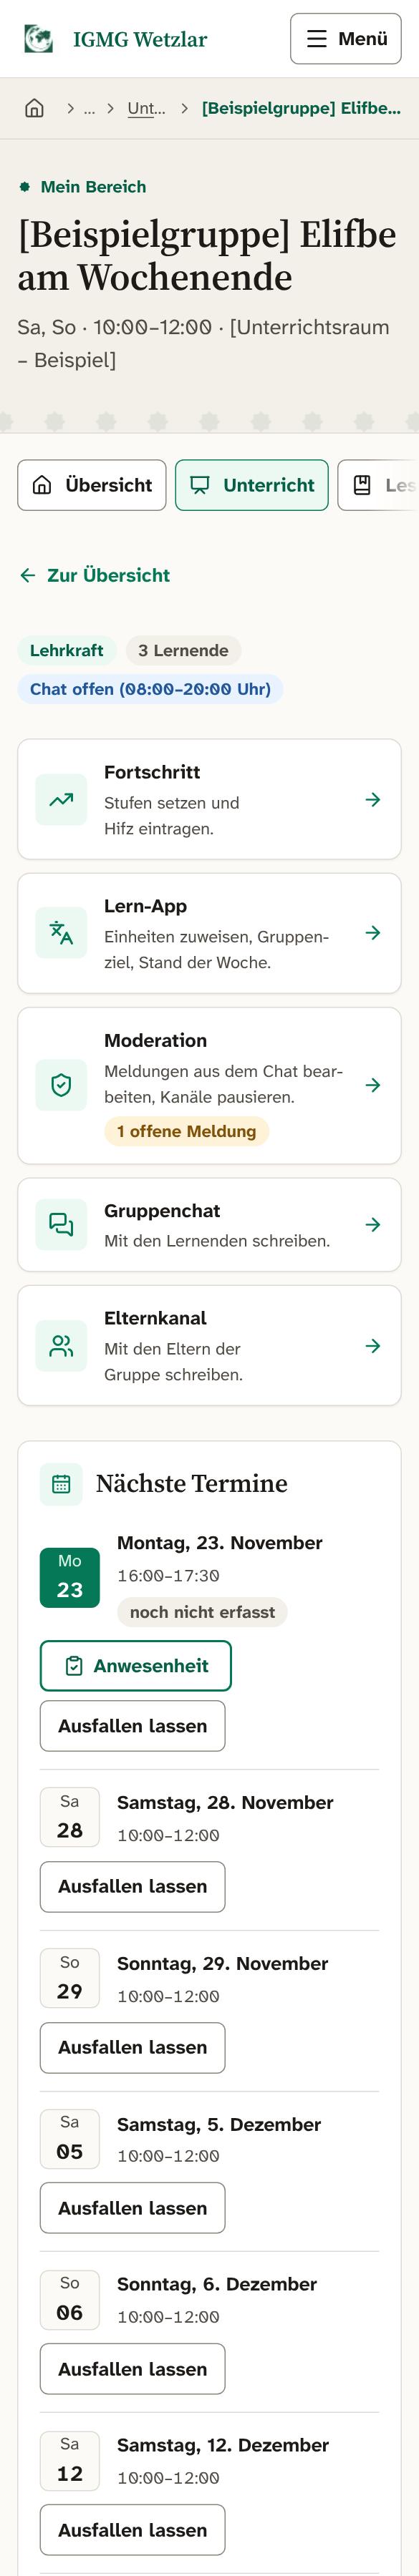 IGMG Wetzlar
Menü
...
Unt...
[Beispielgruppe] Elifbe...
Mein Bereich
[Beispielgruppe] Elifbe
am Wochenende
Sa, So · 10:00–12:00 · [Unterrichtsraum
– Beispiel]
Übersicht
Unterricht
Les
Zur Übersicht
Lehrkraft
3 Lernende
Chat offen (08:00–20:00 Uhr)
Fortschritt
Stufen setzen und
Hifz eintragen.
Lern-App
Einheiten zuweisen, Gruppen-
ziel, Stand der Woche.
Moderation
Meldungen aus dem Chat bear-
beiten, Kanäle pausieren.
1 offene Meldung
Gruppenchat
Mit den Lernenden schreiben.
Elternkanal
Mit den Eltern der
Gruppe schreiben.
Nächste Termine
Mo
23
Montag, 23. November
16:00–17:30
noch nicht erfasst
Anwesenheit
Ausfallen lassen
Sa
28
Samstag, 28. November
10:00–12:00
Ausfallen lassen
So
29
Sonntag, 29. November
10:00–12:00
Ausfallen lassen
Sa
05
Samstag, 5. Dezember
10:00–12:00
Ausfallen lassen
So
06
Sonntag, 6. Dezember
10:00–12:00
Ausfallen lassen
Sa
12
Samstag, 12. Dezember
10:00–12:00
Ausfallen lassen